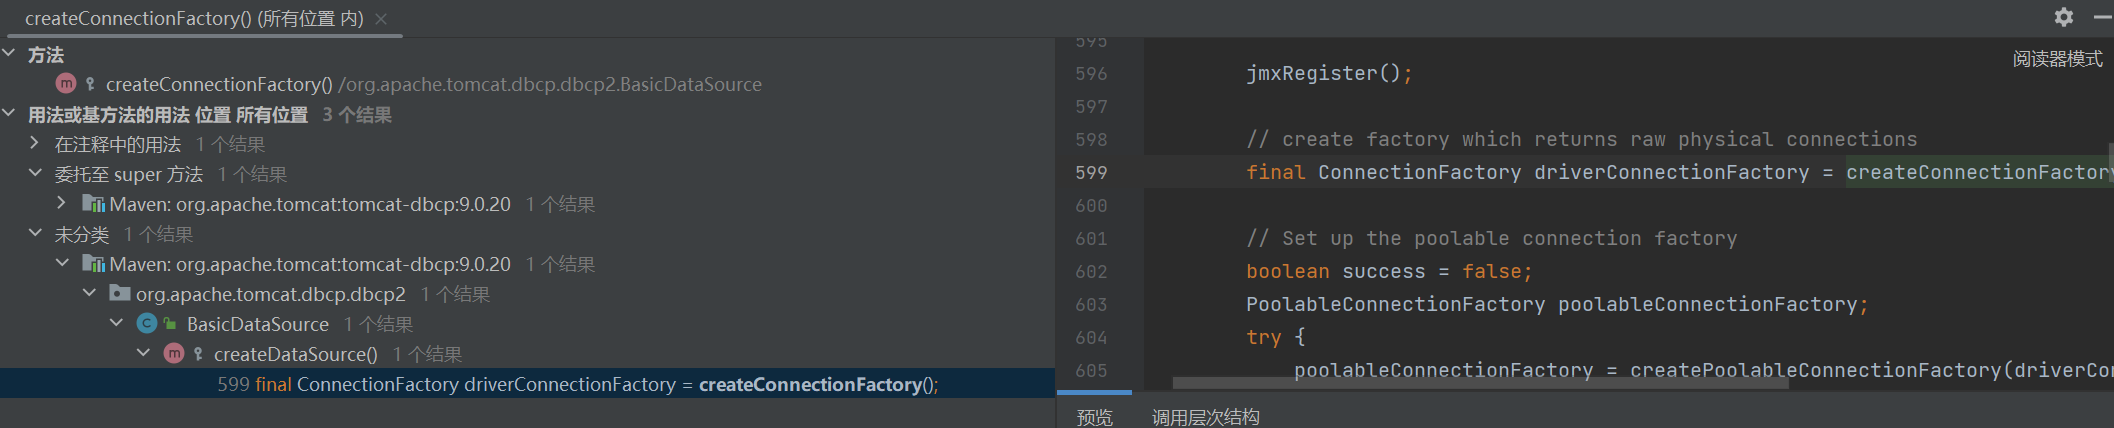 createConnectionFactory() (所有位置 内)
方法
createConnectionFactory() /org.apache.tomcat.dbcp.dbcp2.BasicDataSource
用法或基方法的用法 位置 所有位置 3 个结果
在注释中的用法 1 个结果
委托至 super 方法 1 个结果
Maven: org.apache.tomcat:tomcat-dbcp:9.0.20 1 个结果
未分类 1 个结果
Maven: org.apache.tomcat:tomcat-dbcp:9.0.20 1 个结果
org.apache.tomcat.dbcp.dbcp2 1 个结果
BasicDataSource 1 个结果
createDataSource() 1 个结果
599 final ConnectionFactory driverConnectionFactory = createConnectionFactory();
595
阅读器模式
596 jmxRegister();
597
598 // create factory which returns raw physical connections
599 final ConnectionFactory driverConnectionFactory = createConnectionFactory
600
601 // Set up the poolable connection factory
602 boolean success = false;
603 PoolableConnectionFactory poolableConnectionFactory;
604 try {
605 poolableConnectionFactory = createPoolableConnectionFactory(driverCon
预览 调用层次结构